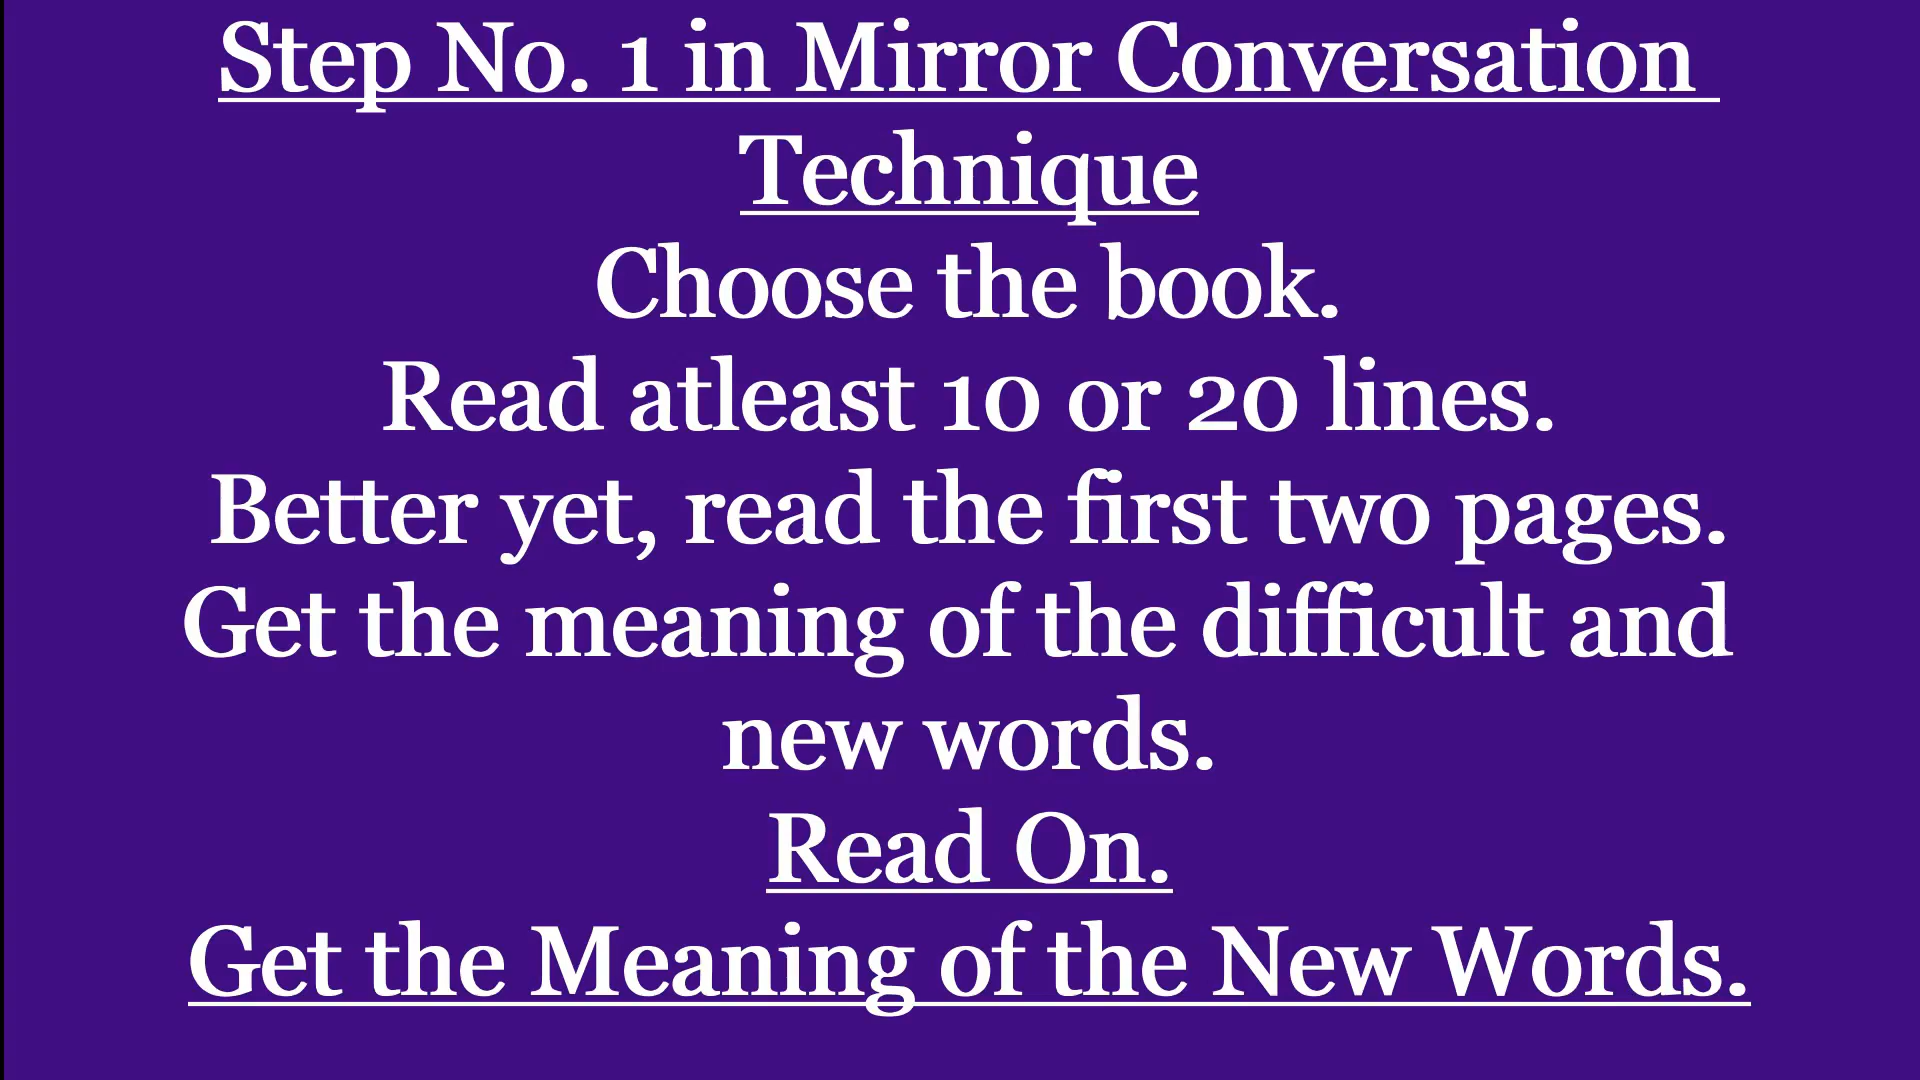 Step No. 1 in Mirror Conversation
Technique
Choose the book.
Read atleast 10 or 20 lines.
Better yet, read the first two pages.
Get the meaning of the difficult and
new words.
Read On.
Get the Meaning of the New Words.